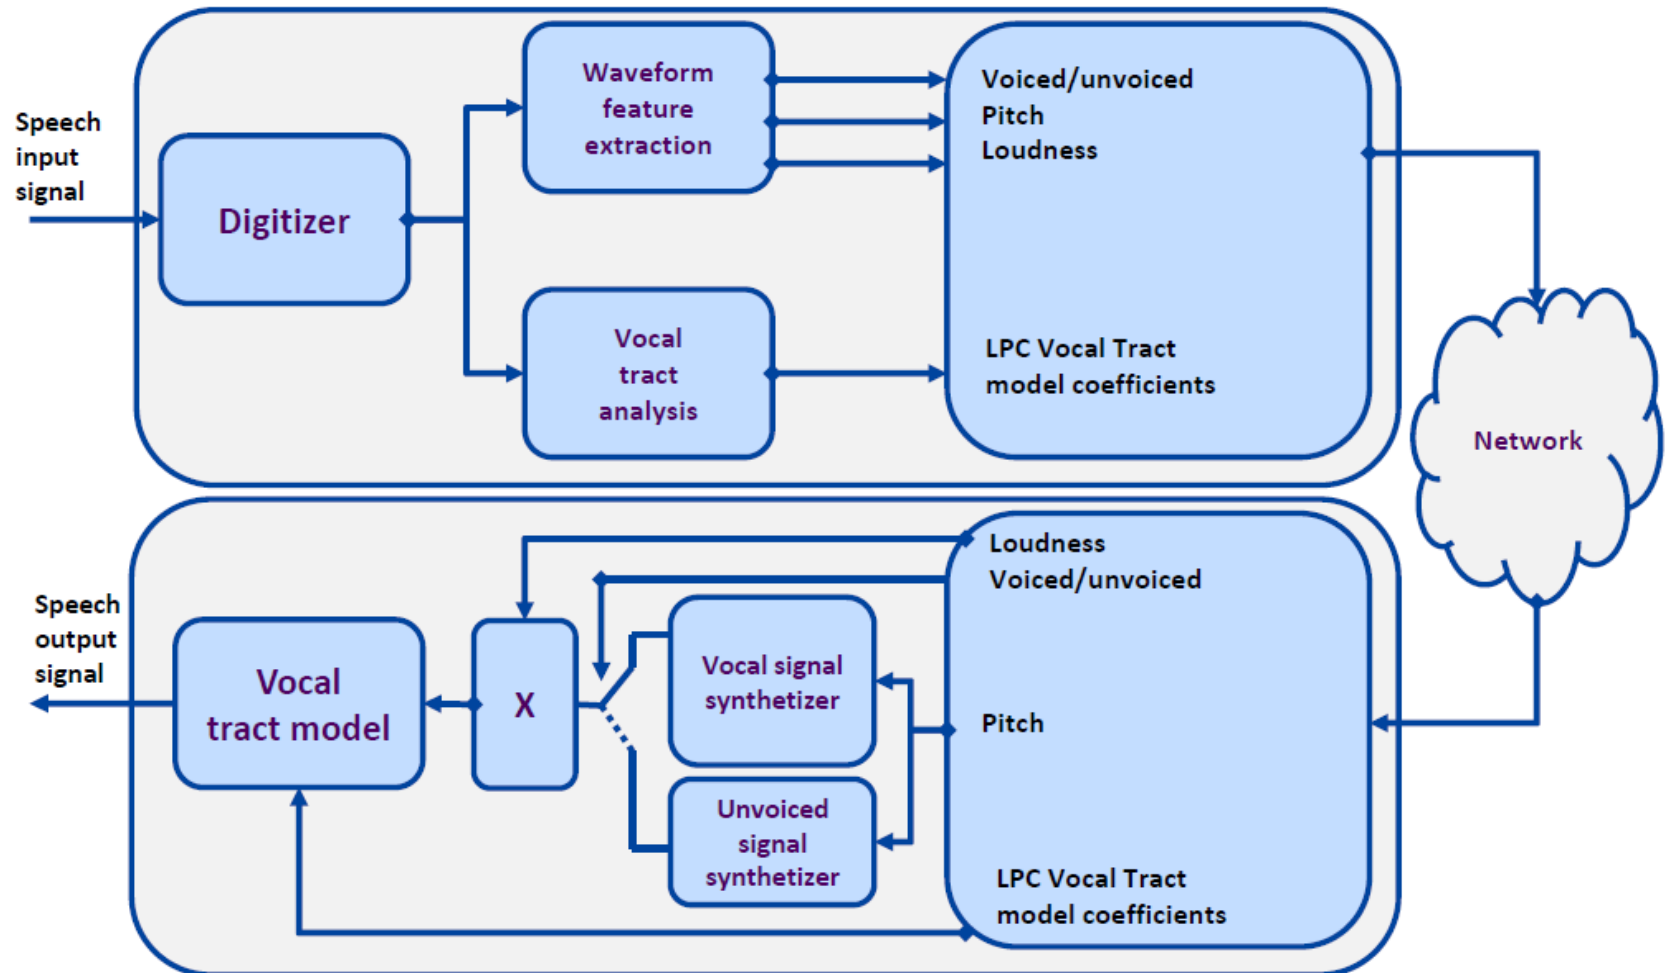 Speech
input
signal
Digitizer
Waveform
feature
extraction
Vocal
tract
analysis
Voiced/unvoiced
Pitch
Loudness
LPC Vocal Tract
model coefficients
Network
Speech
output
signal
Vocal
tract model
X
Vocal signal
synthetizer
Unvoiced
signal
synthetizer
Loudness
Voiced/unvoiced
Pitch
LPC Vocal Tract
model coefficients